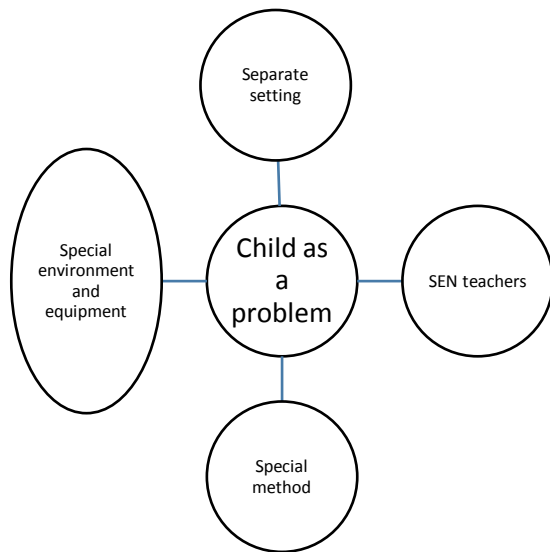 Separate
setting
Special
environment
and
equipment
Child as
a
problem
SEN teachers
Special
method